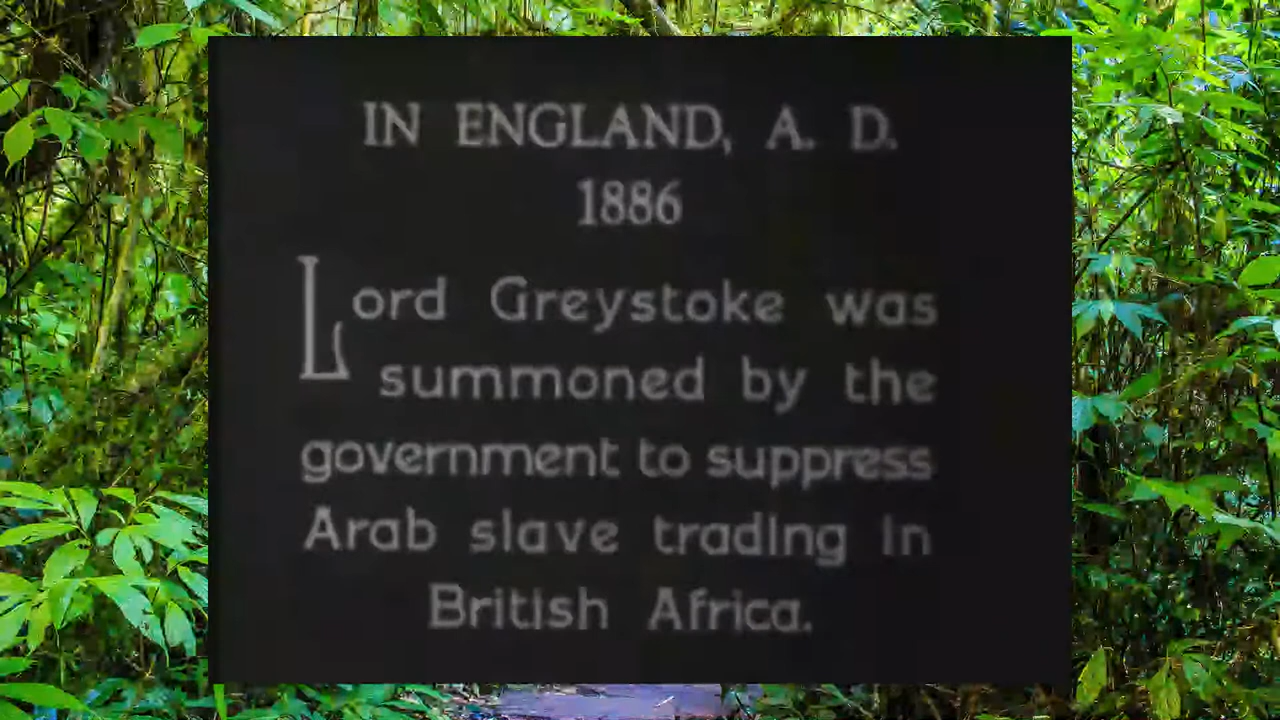 IN ENGLAND, A. D.
1886
Lord Greystoke was
summoned by the
government to suppress
Arab slave trading in
British Africa.